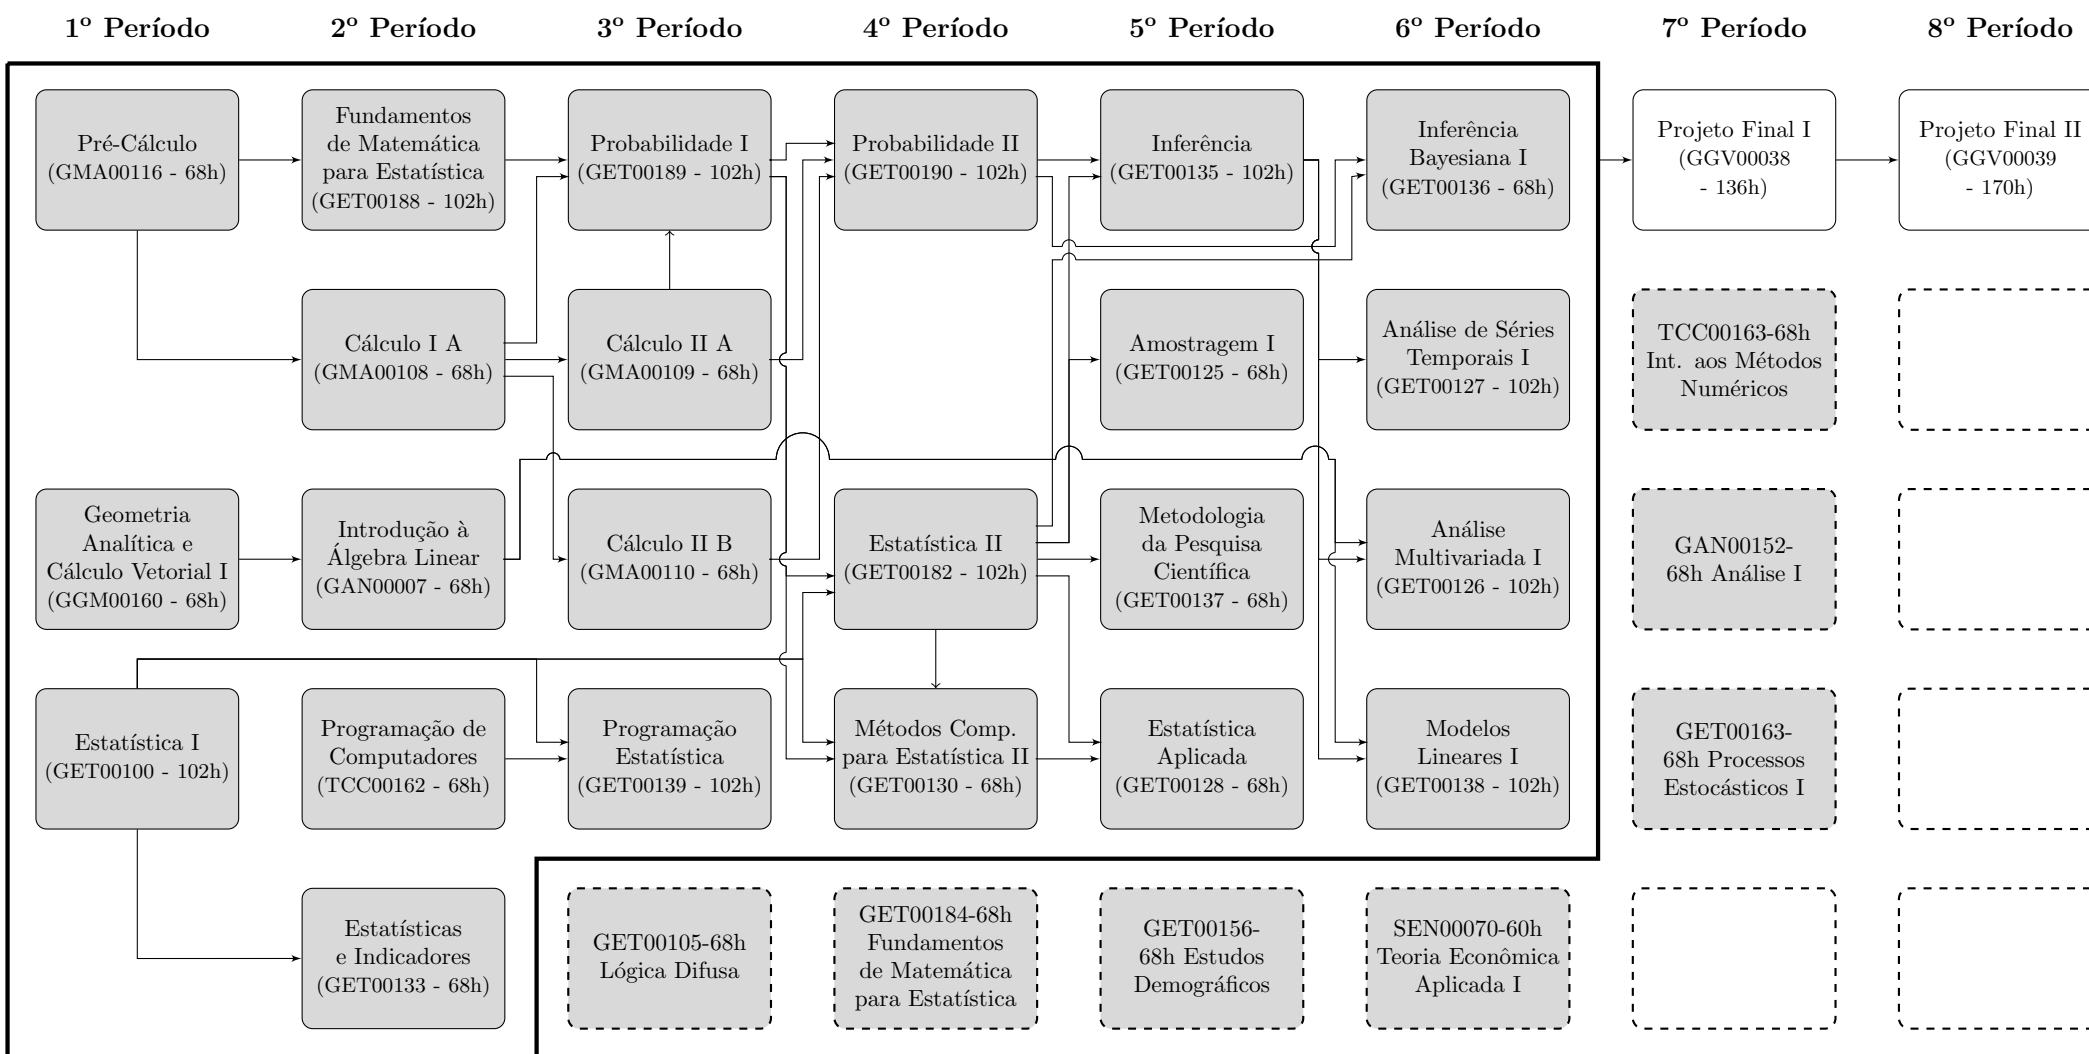 1º Período
2º Período
3º Período
4º Período
5º Período
6º Período
7º Período
8º Período
Pré-Cálculo
(GMA00116 - 68h)
Fundamentos
de Matemática
para Estatística
(GET00188 - 102h)
Probabilidade I
(GET00189 - 102h)
Probabilidade II
(GET00190 - 102h)
Inferência
(GET00135 - 102h)
Inferência
Bayesiana I
(GET00136 - 68h)
Projeto Final I
(GGV00038
- 136h)
Projeto Final II
(GGV00039
- 170h)
Cálculo I A
(GMA00108 - 68h)
Cálculo II A
(GMA00109 - 68h)
Amostragem I
(GET00125 - 68h)
Análise de Séries
Temporais I
(GET00127 - 102h)
TCC00163-68h
Int. aos Métodos
Numéricos
Geometria
Analítica e
Cálculo Vetorial I
(GGM00160 - 68h)
Introdução à
Álgebra Linear
(GAN00007 - 68h)
Cálculo II B
(GMA00110 - 68h)
Estatística II
(GET00182 - 102h)
Metodologia
da Pesquisa
Científica
(GET00137 - 68h)
Análise
Multivariada I
(GET00126 - 102h)
GAN00152-
68h Análise I
Estatística I
(GET00100 - 102h)
Programação de
Computadores
(TCC00162 - 68h)
Programação
Estatística
(GET00139 - 102h)
Métodos Comp.
para Estatística II
(GET00130 - 68h)
Estatística
Aplicada
(GET00128 - 68h)
Modelos
Lineares I
(GET00138 - 102h)
GET00163-
68h Processos
Estocásticos I
Estatísticas
e Indicadores
(GET00133 - 68h)
GET00105-68h
Lógica Difusa
GET00184-68h
Fundamentos
de Matemática
para Estatística
GET00156-
68h Estudos
Demográficos
SEN00070-60h
Teoria Econômica
Aplicada I